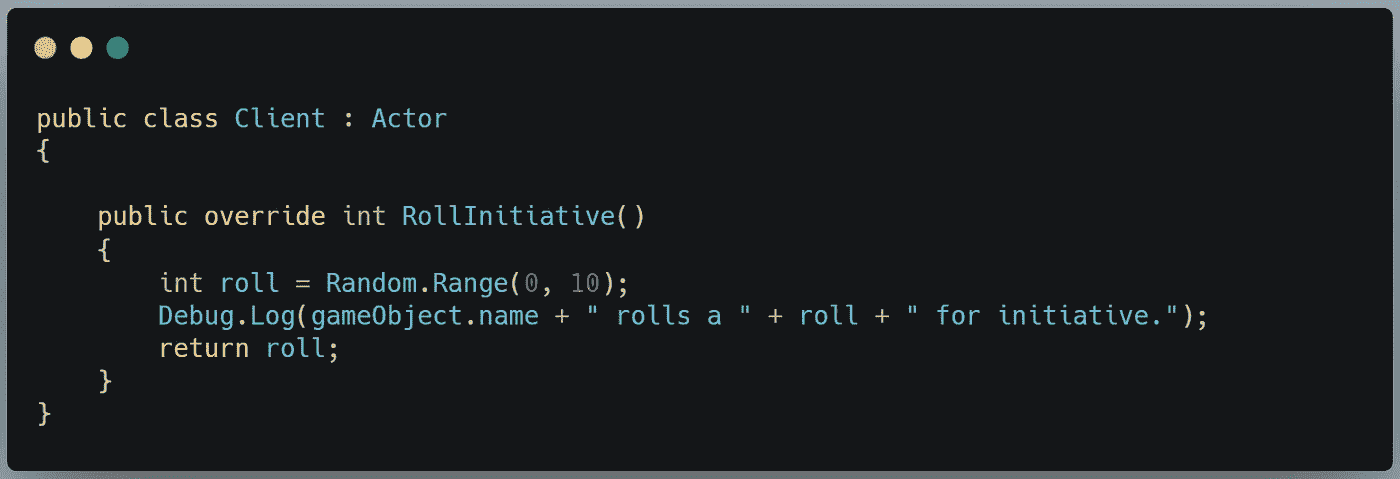 public class Client : Actor
{
    public override int RollInitiative()
    {
        int roll = Random.Range(0, 10);
        Debug.Log(gameObject.name + " rolls a " + roll + " for initiative.");
        return roll;
    }
}